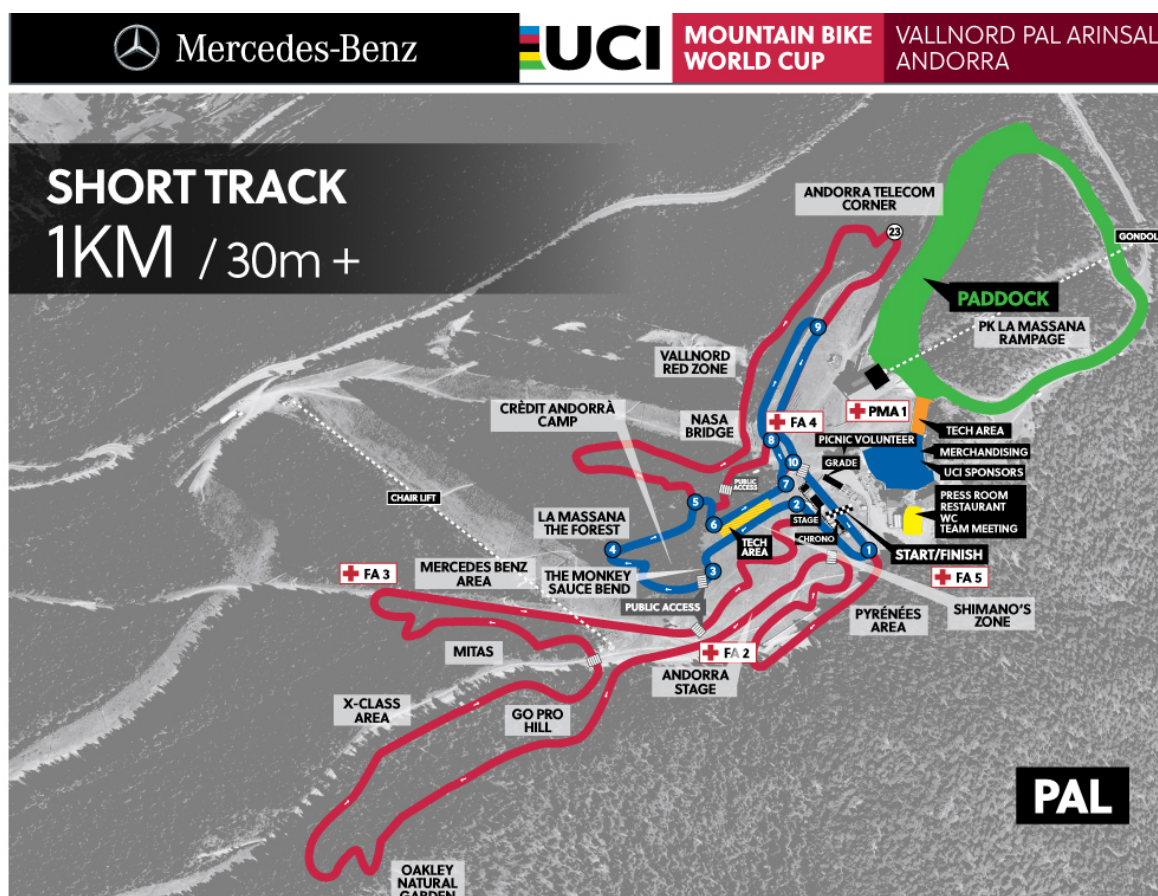 Mercedes-Benz
UCI
MOUNTAIN BIKE
WORLD CUP
VALLNORD PAL ARINSAL
ANDORRA
SHORT TRACK
1KM / 30m +
ANDORRA TELECOM
CORNER
23
GONDOL
PADDOCK
PK LA MASSANA
RAMPAGE
9
VALLNORD
RED ZONE
CRÈDIT ANDORRÀ
CAMP
NASA
BRIDGE
FA 4
PMA 1
TECH AREA
PICNIC VOLUNTEER
8
MERCHANDISING
GRADE
10
UCI SPONSORS
PUBLIC
ACCESS
7
CHAIR LIFT
5
2
PRESS ROOM
RESTAURANT
WC
TEAM MEETING
LA MASSANA
THE FOREST
6
STAGE
CHRONO
TECH
AREA
4
1
START/FINISH
MERCEDES BENZ
AREA
THE MONKEY
SAUCE BEND
3
FA 3
FA 5
PUBLIC ACCESS
PYRÉNÉES
AREA
SHIMANO'S
ZONE
MITAS
FA 2
ANDORRA
STAGE
X-CLASS
AREA
GO PRO
HILL
PAL
OAKLEY
NATURAL
GARDEN